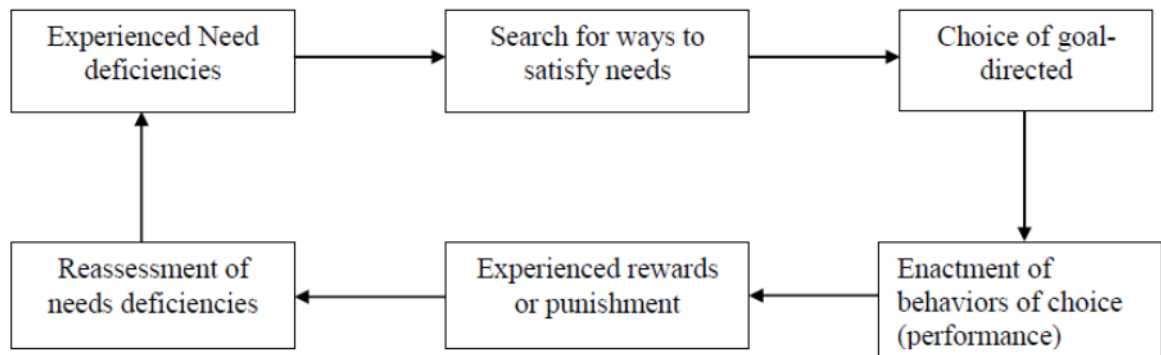 Experienced Need
deficiencies
Search for ways to
satisfy needs
Choice of goal-
directed
Enactment of
behaviors of choice
(performance)
Experienced rewards
or punishment
Reassessment of
needs deficiencies